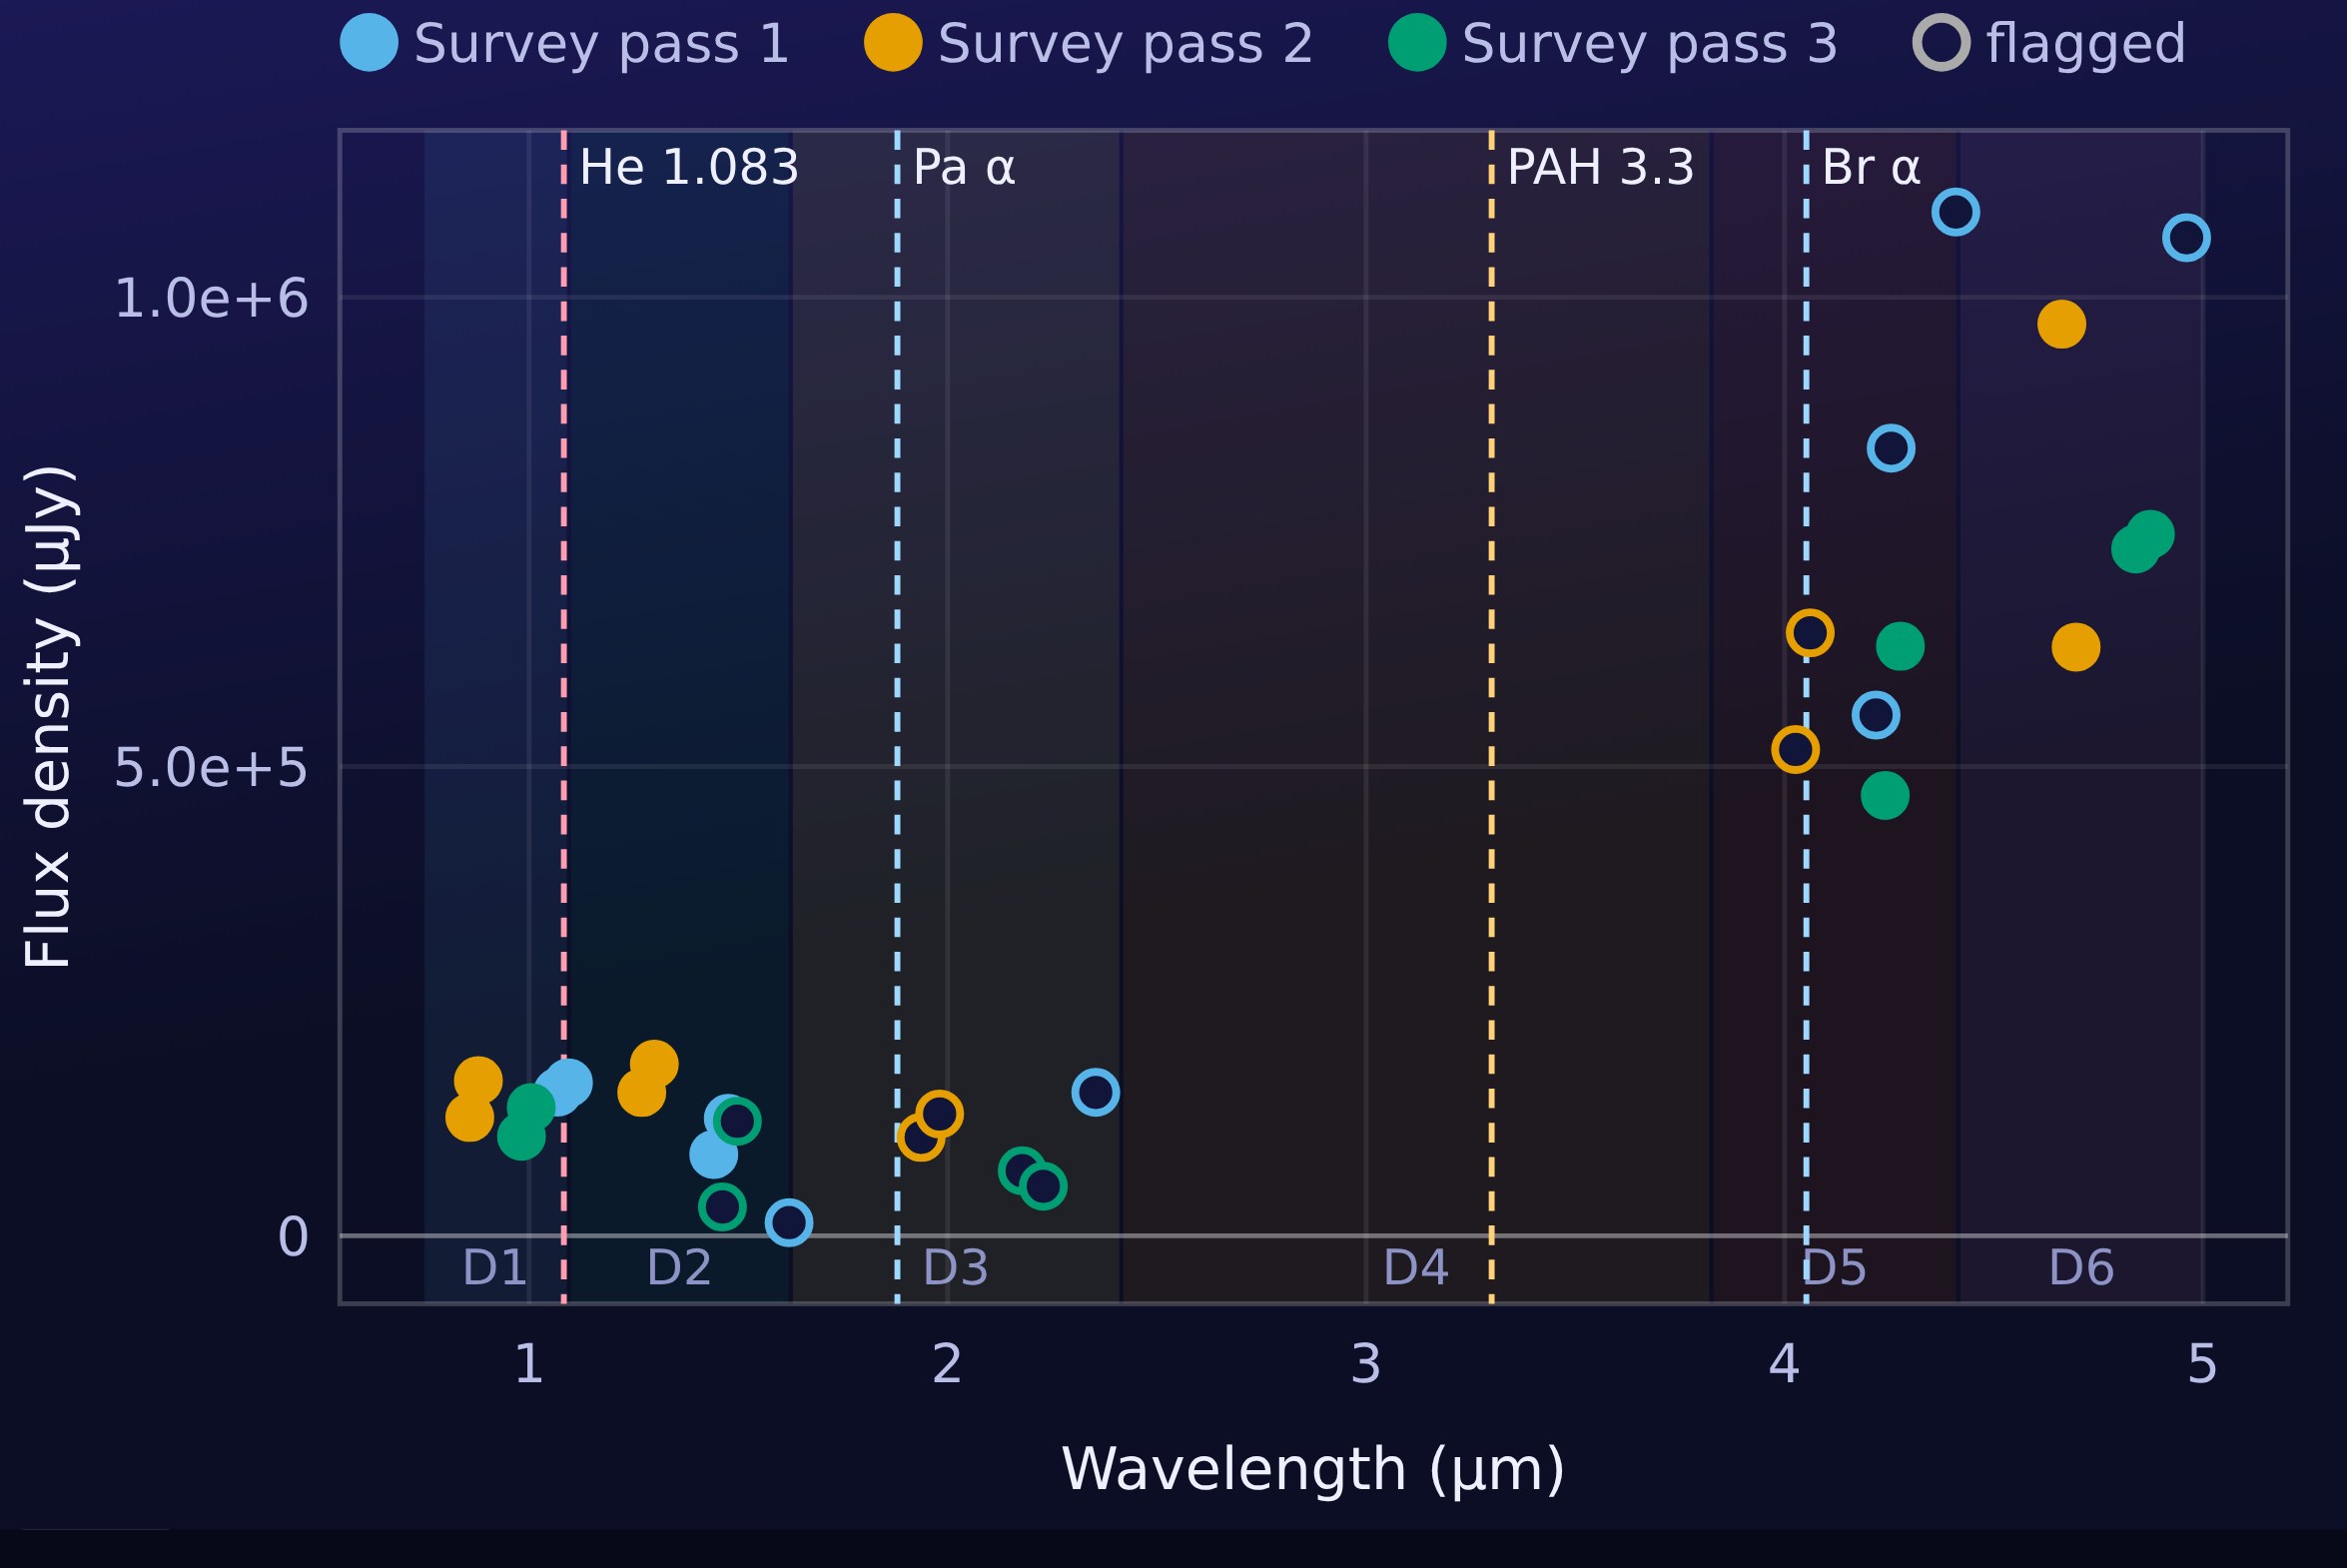 Survey pass 1 Survey pass 2 Survey pass 3 flagged
He 1.083 Pa α PAH 3.3 Br α
1.0e+6
5.0e+5
0
Flux density (µJy)
D1 D2 D3 D4 D5 D6
1 2 3 4 5
Wavelength (µm)